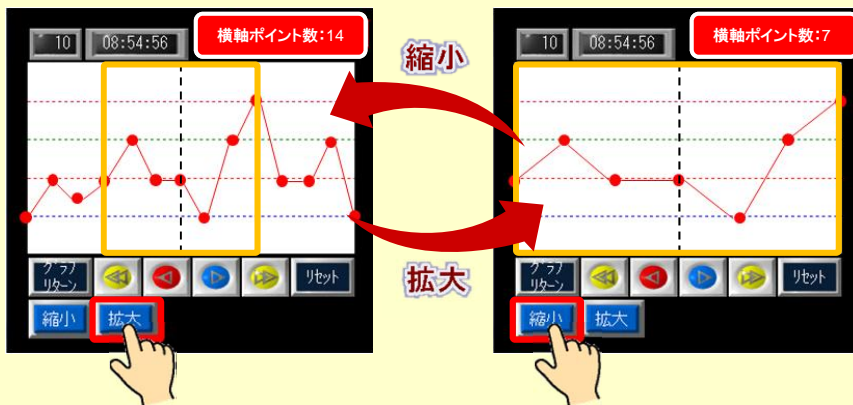 10
08:54:56
横軸ポイント数:14
グラフ
リターン
リセット
縮小
拡大
縮小
拡大
10
08:54:56
横軸ポイント数:7
グラフ
リターン
リセット
縮小
拡大